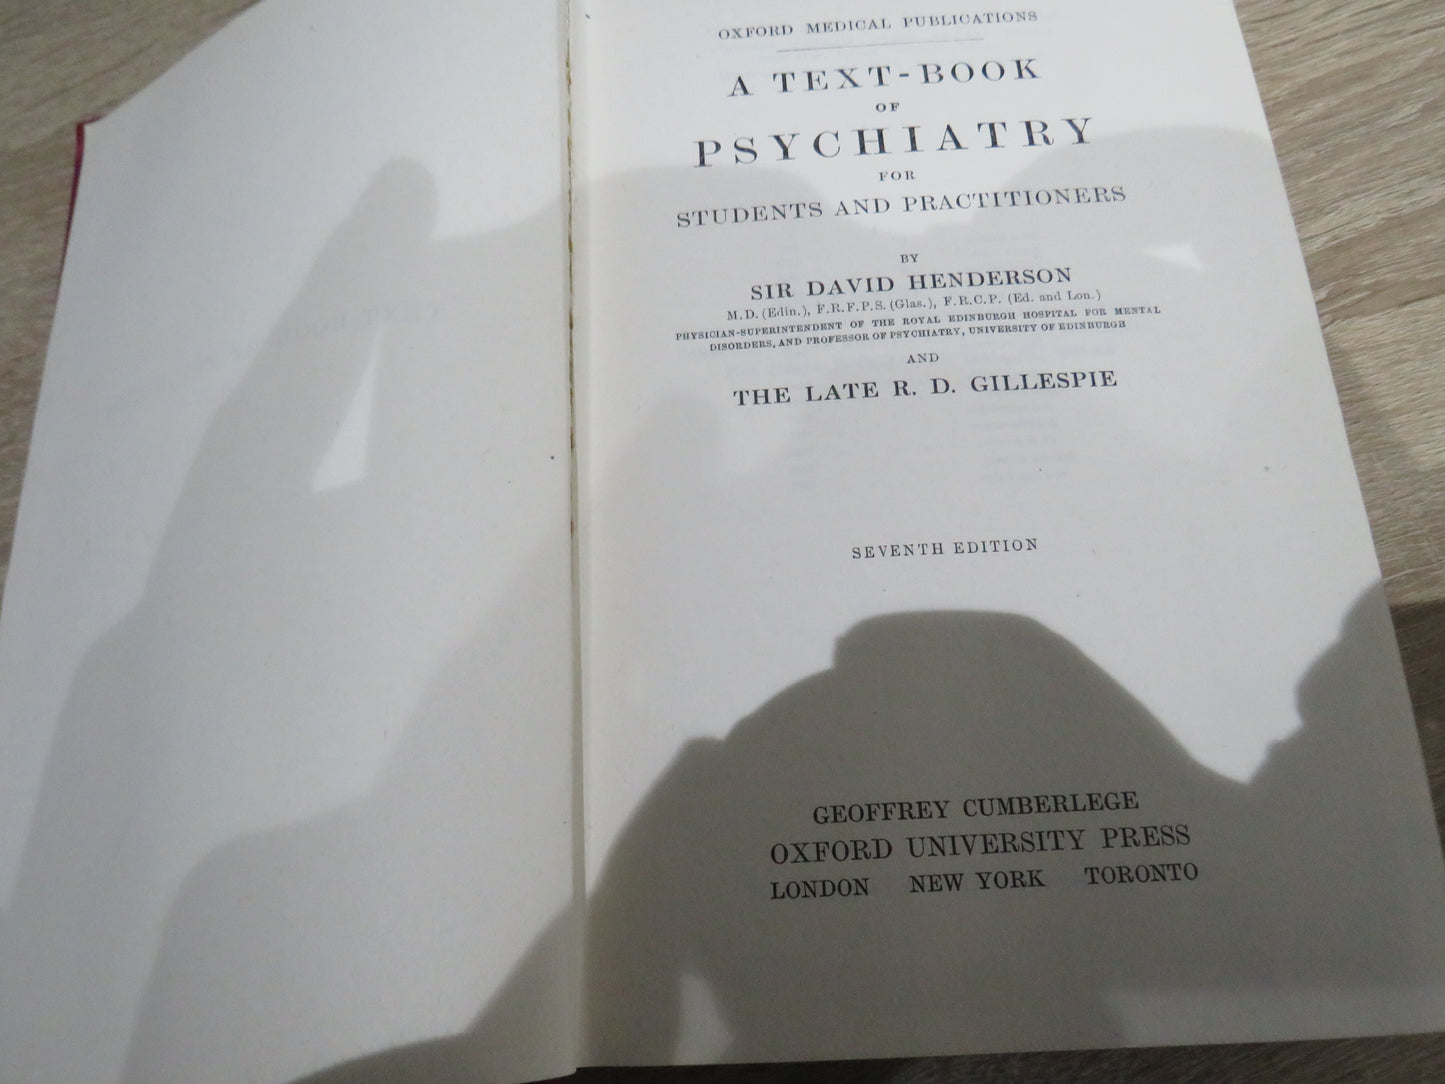 OXFORD MEDICAL PUBLICATIONS
A TEXT-BOOK
OF
PSYCHIATRY
FOR
STUDENTS AND PRACTITIONERS
BY
SIR DAVID HENDERSON
M.D. (Edin.), F.R.F.P.S. (Glas.), F.R.C.P. (Ed. and Lon.)
PHYSICIAN-SUPERINTENDENT OF THE ROYAL EDINBURGH HOSPITAL FOR MENTAL
DISORDERS, AND PROFESSOR OF PSYCHIATRY, UNIVERSITY OF EDINBURGH
AND
THE LATE R. D. GILLESPIE
SEVENTH EDITION
GEOFFREY CUMBERLEGE
OXFORD UNIVERSITY PRESS
LONDON NEW YORK TORONTO